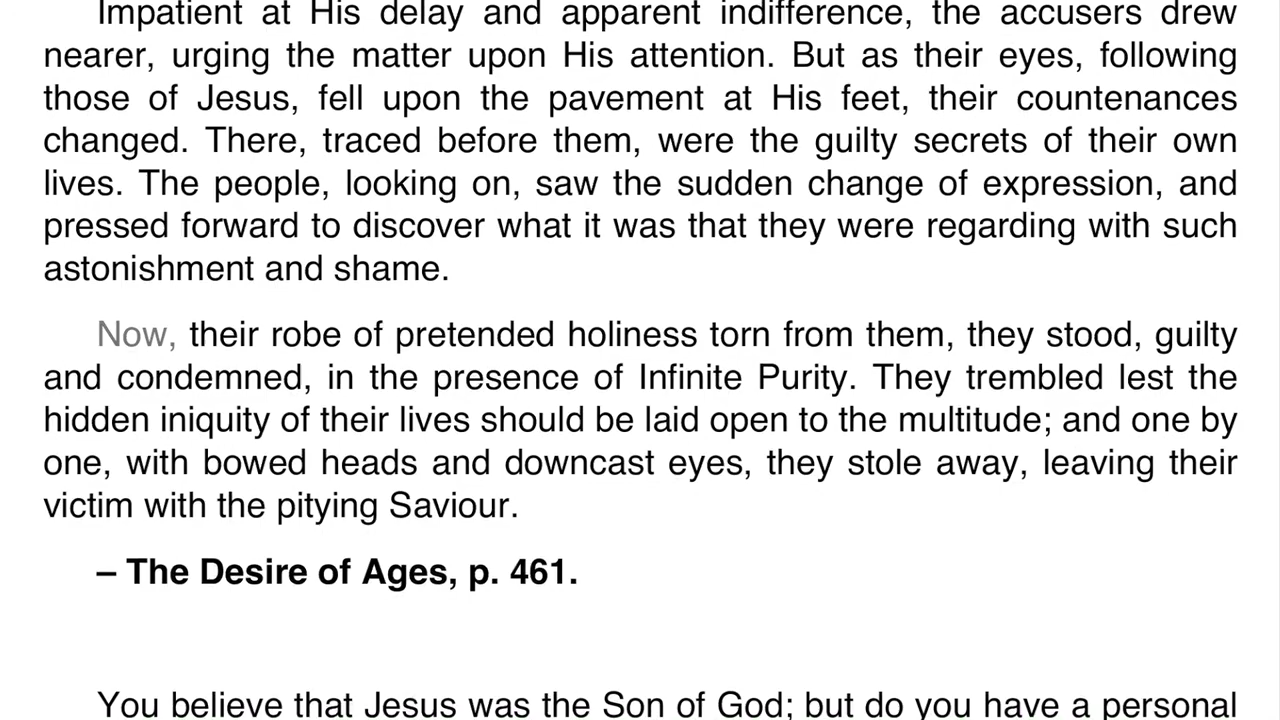 Impatient at His delay and apparent indifference, the accusers drew
nearer, urging the matter upon His attention. But as their eyes, following
those of Jesus, fell upon the pavement at His feet, their countenances
changed. There, traced before them, were the guilty secrets of their own
lives. The people, looking on, saw the sudden change of expression, and
pressed forward to discover what it was that they were regarding with such
astonishment and shame.
Now, their robe of pretended holiness torn from them, they stood, guilty
and condemned, in the presence of Infinite Purity. They trembled lest the
hidden iniquity of their lives should be laid open to the multitude; and one by
one, with bowed heads and downcast eyes, they stole away, leaving their
victim with the pitying Saviour.
– The Desire of Ages, p. 461.
You believe that Jesus was the Son of God; but do you have a personal